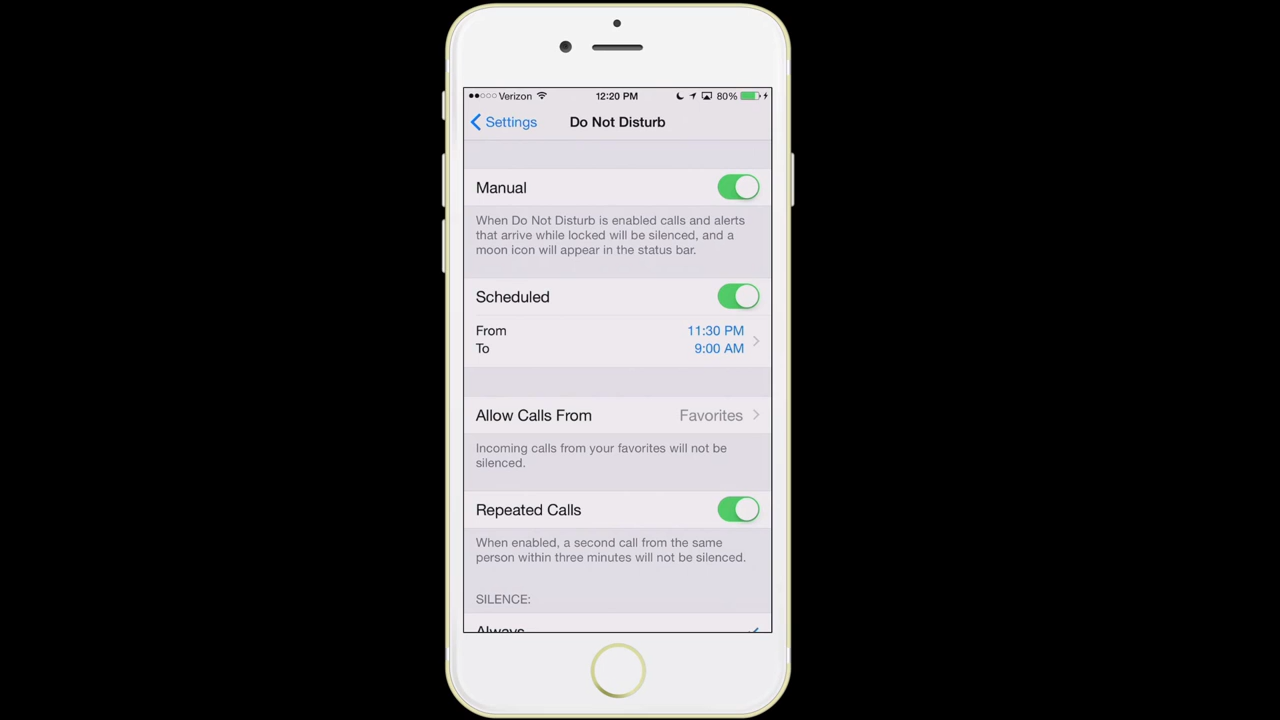 Verizon 12:20 PM 80%
Settings Do Not Disturb
Manual
When Do Not Disturb is enabled calls and alerts
that arrive while locked will be silenced, and a
moon icon will appear in the status bar.
Scheduled
From 11:30 PM
To 9:00 AM
Allow Calls From Favorites
Incoming calls from your favorites will not be
silenced.
Repeated Calls
When enabled, a second call from the same
person within three minutes will not be silenced.
SILENCE:
Always